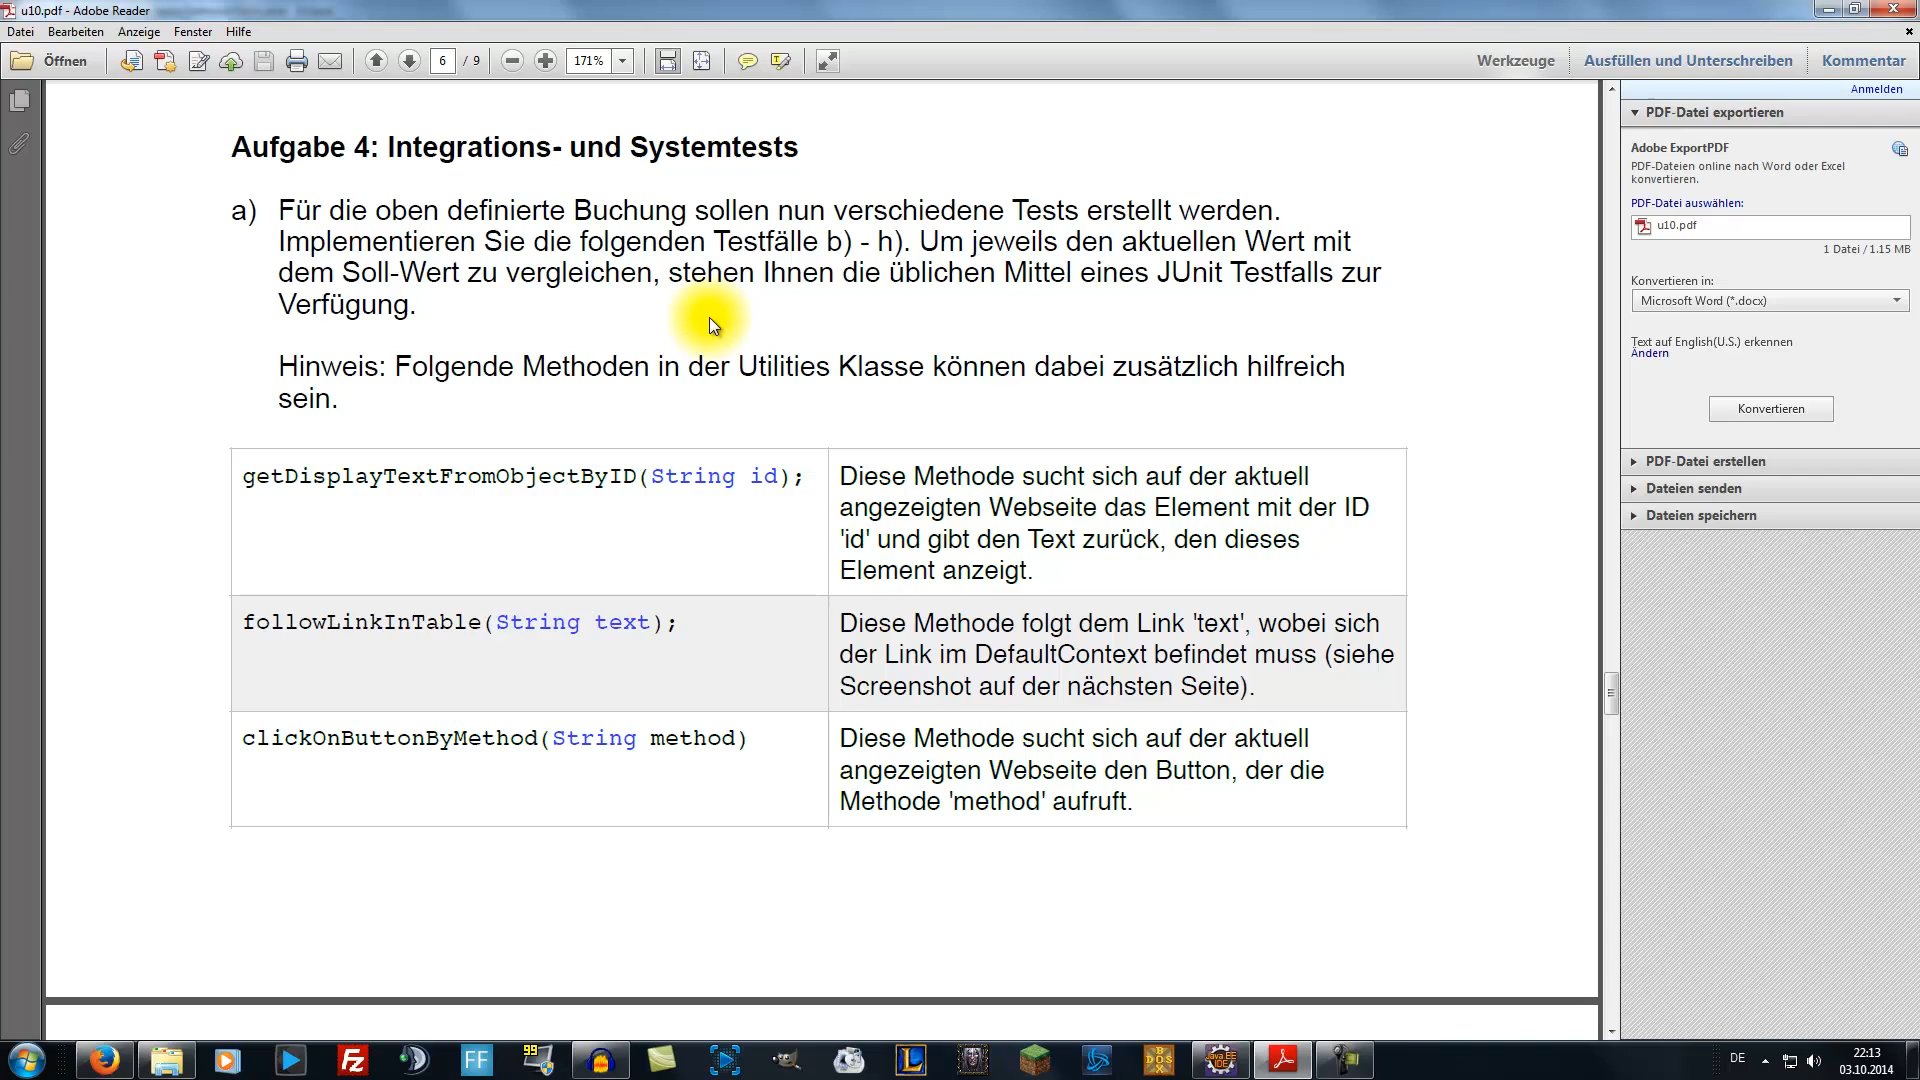 u10.pdf - Adobe Reader
Datei Bearbeiten Anzeige Fenster Hilfe
Öffnen 6 / 9 171% Werkzeuge Ausfüllen und Unterschreiben Kommentar
Anmelden
PDF-Datei exportieren
Adobe ExportPDF
PDF-Dateien online nach Word oder Excel
konvertieren.
PDF-Datei auswählen:
u10.pdf
1 Datei / 1.15 MB
Konvertieren in:
Microsoft Word (*.docx)
Text auf English(U.S.) erkennen
Ändern
Konvertieren
PDF-Datei erstellen
Dateien senden
Dateien speichern
Aufgabe 4: Integrations- und Systemtests
a) Für die oben definierte Buchung sollen nun verschiedene Tests erstellt werden.
Implementieren Sie die folgenden Testfälle b) - h). Um jeweils den aktuellen Wert mit
dem Soll-Wert zu vergleichen, stehen Ihnen die üblichen Mittel eines JUnit Testfalls zur
Verfügung.
Hinweis: Folgende Methoden in der Utilities Klasse können dabei zusätzlich hilfreich
sein.
getDisplayTextFromObjectByID(String id);
Diese Methode sucht sich auf der aktuell
angezeigten Webseite das Element mit der ID
'id' und gibt den Text zurück, den dieses
Element anzeigt.
followLinkInTable(String text);
Diese Methode folgt dem Link 'text', wobei sich
der Link im DefaultContext befindet muss (siehe
Screenshot auf der nächsten Seite).
clickOnButtonByMethod(String method)
Diese Methode sucht sich auf der aktuell
angezeigten Webseite den Button, der die
Methode 'method' aufruft.
FZ
FF
99
L
BOX
DOS
Java EE
IDE
DE
22:13
03.10.2014